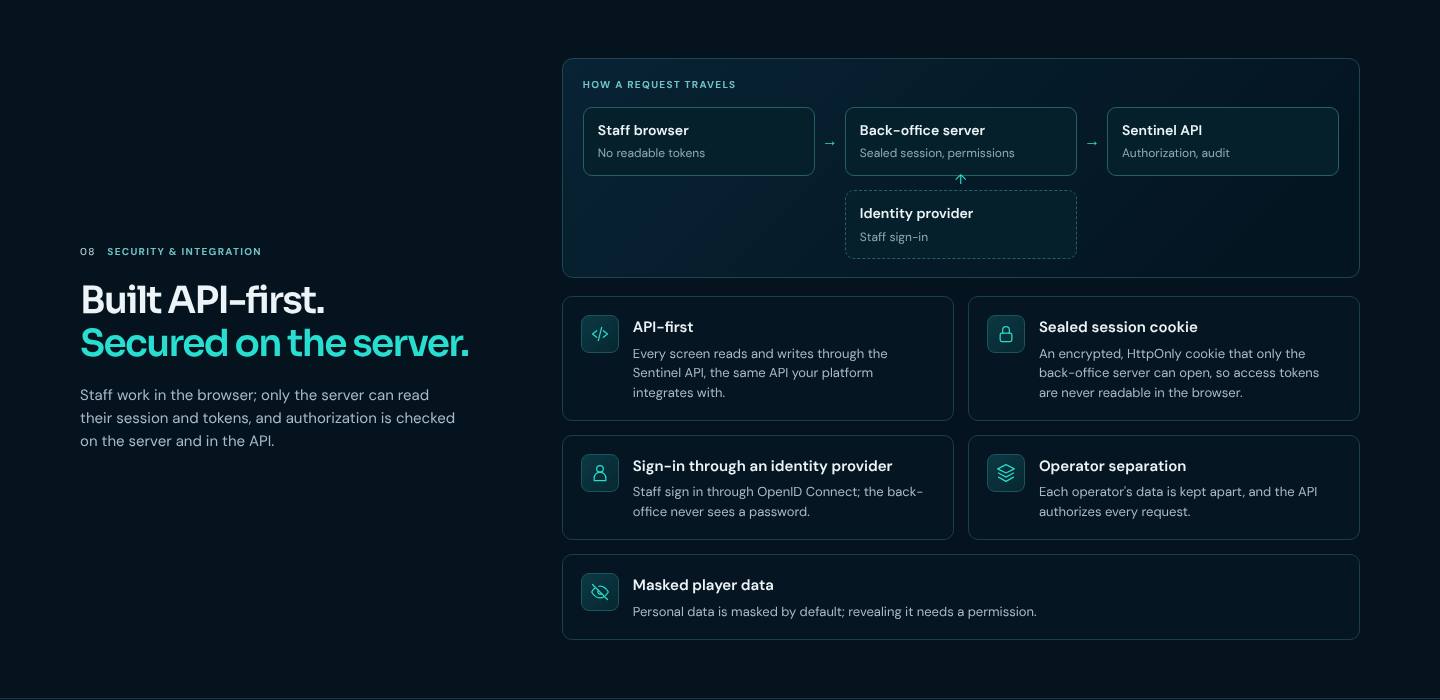 08 SECURITY & INTEGRATION
Built API-first.
Secured on the server.
Staff work in the browser; only the server can read
their session and tokens, and authorization is checked
on the server and in the API.
HOW A REQUEST TRAVELS
Staff browser
No readable tokens
→
Back-office server
Sealed session, permissions
→
Sentinel API
Authorization, audit
↑
Identity provider
Staff sign-in
API-first
Every screen reads and writes through the
Sentinel API, the same API your platform
integrates with.
Sealed session cookie
An encrypted, HttpOnly cookie that only the
back-office server can open, so access tokens
are never readable in the browser.
Sign-in through an identity provider
Staff sign in through OpenID Connect; the back-
office never sees a password.
Operator separation
Each operator's data is kept apart, and the API
authorizes every request.
Masked player data
Personal data is masked by default; revealing it needs a permission.